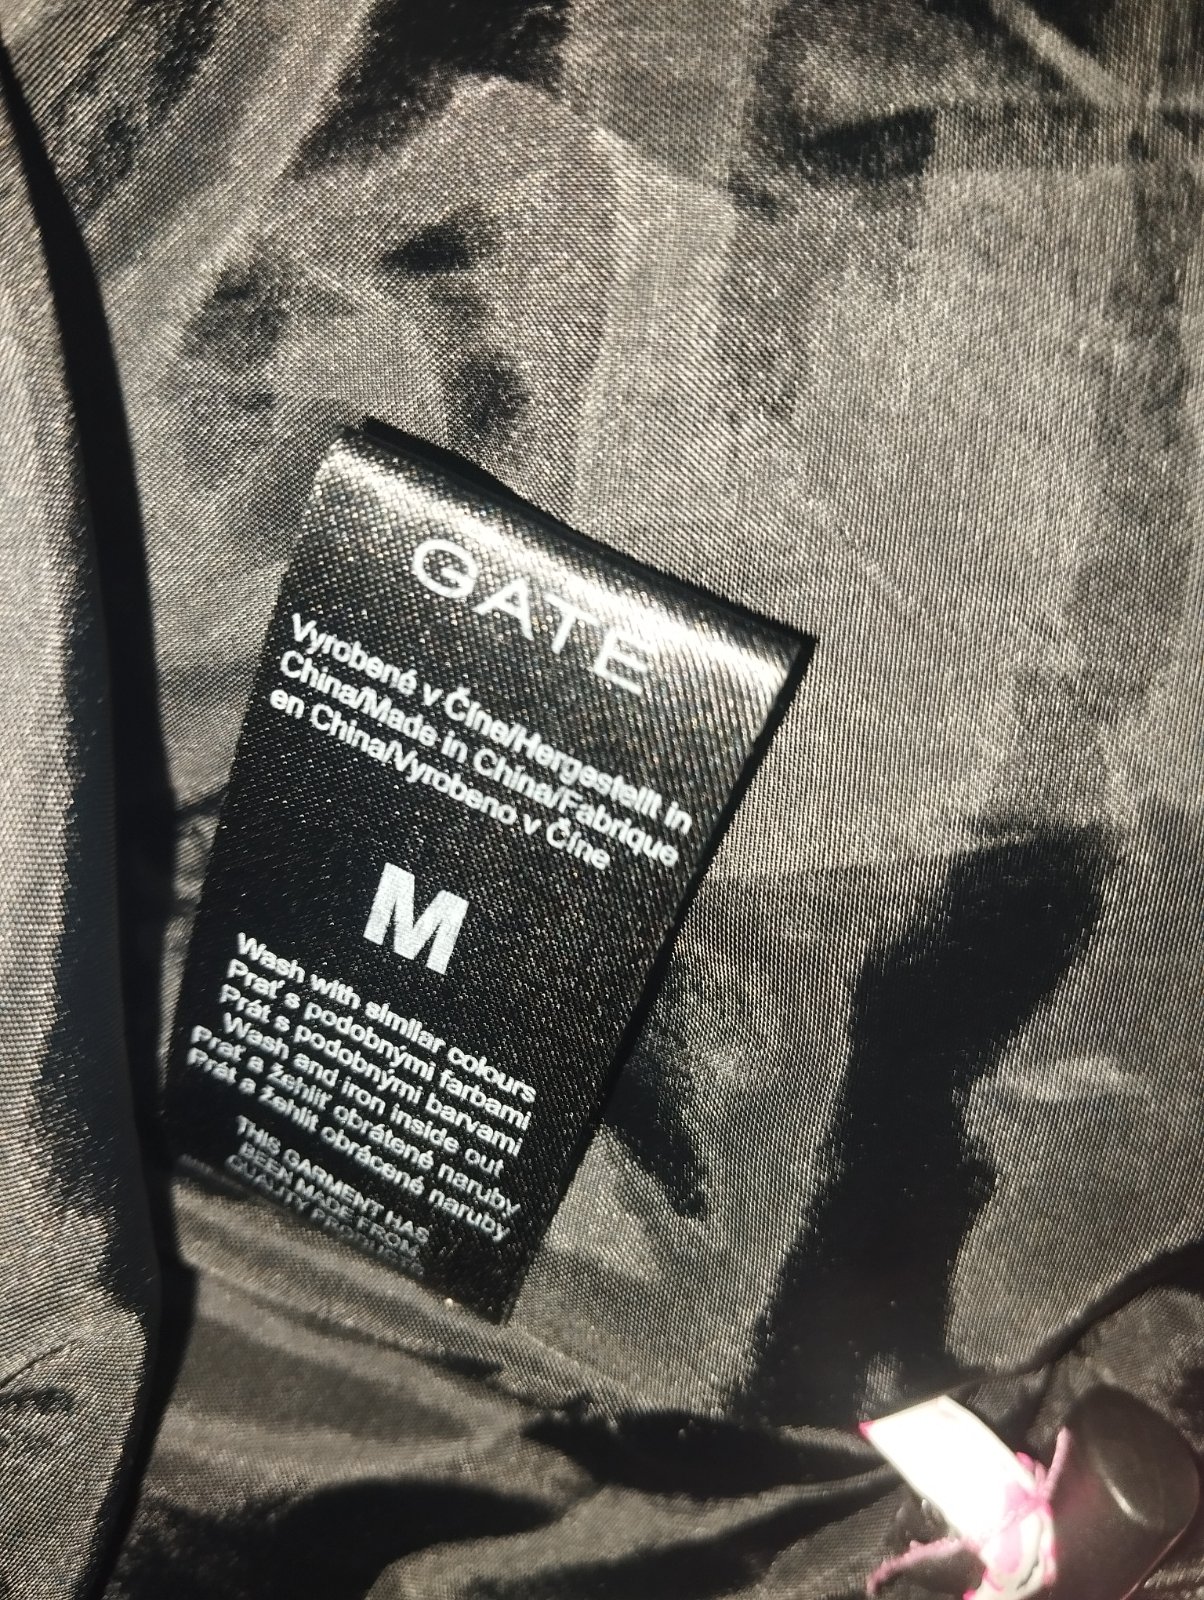 GATE
Vyrobené v Číne/Hergestellt in
China/Made in China/Fabrique
en China/Vyrobeno v Číne
M
Wash with similar colours
Prať s podobnými farbami
Prát s podobnými barvami
Wash and iron inside out
Prať a žehliť obrátené naruby
Prát a žehlit obrácené naruby
THIS GARMENT HAS
BEEN MADE FROM
QUALITY PRODUCTS